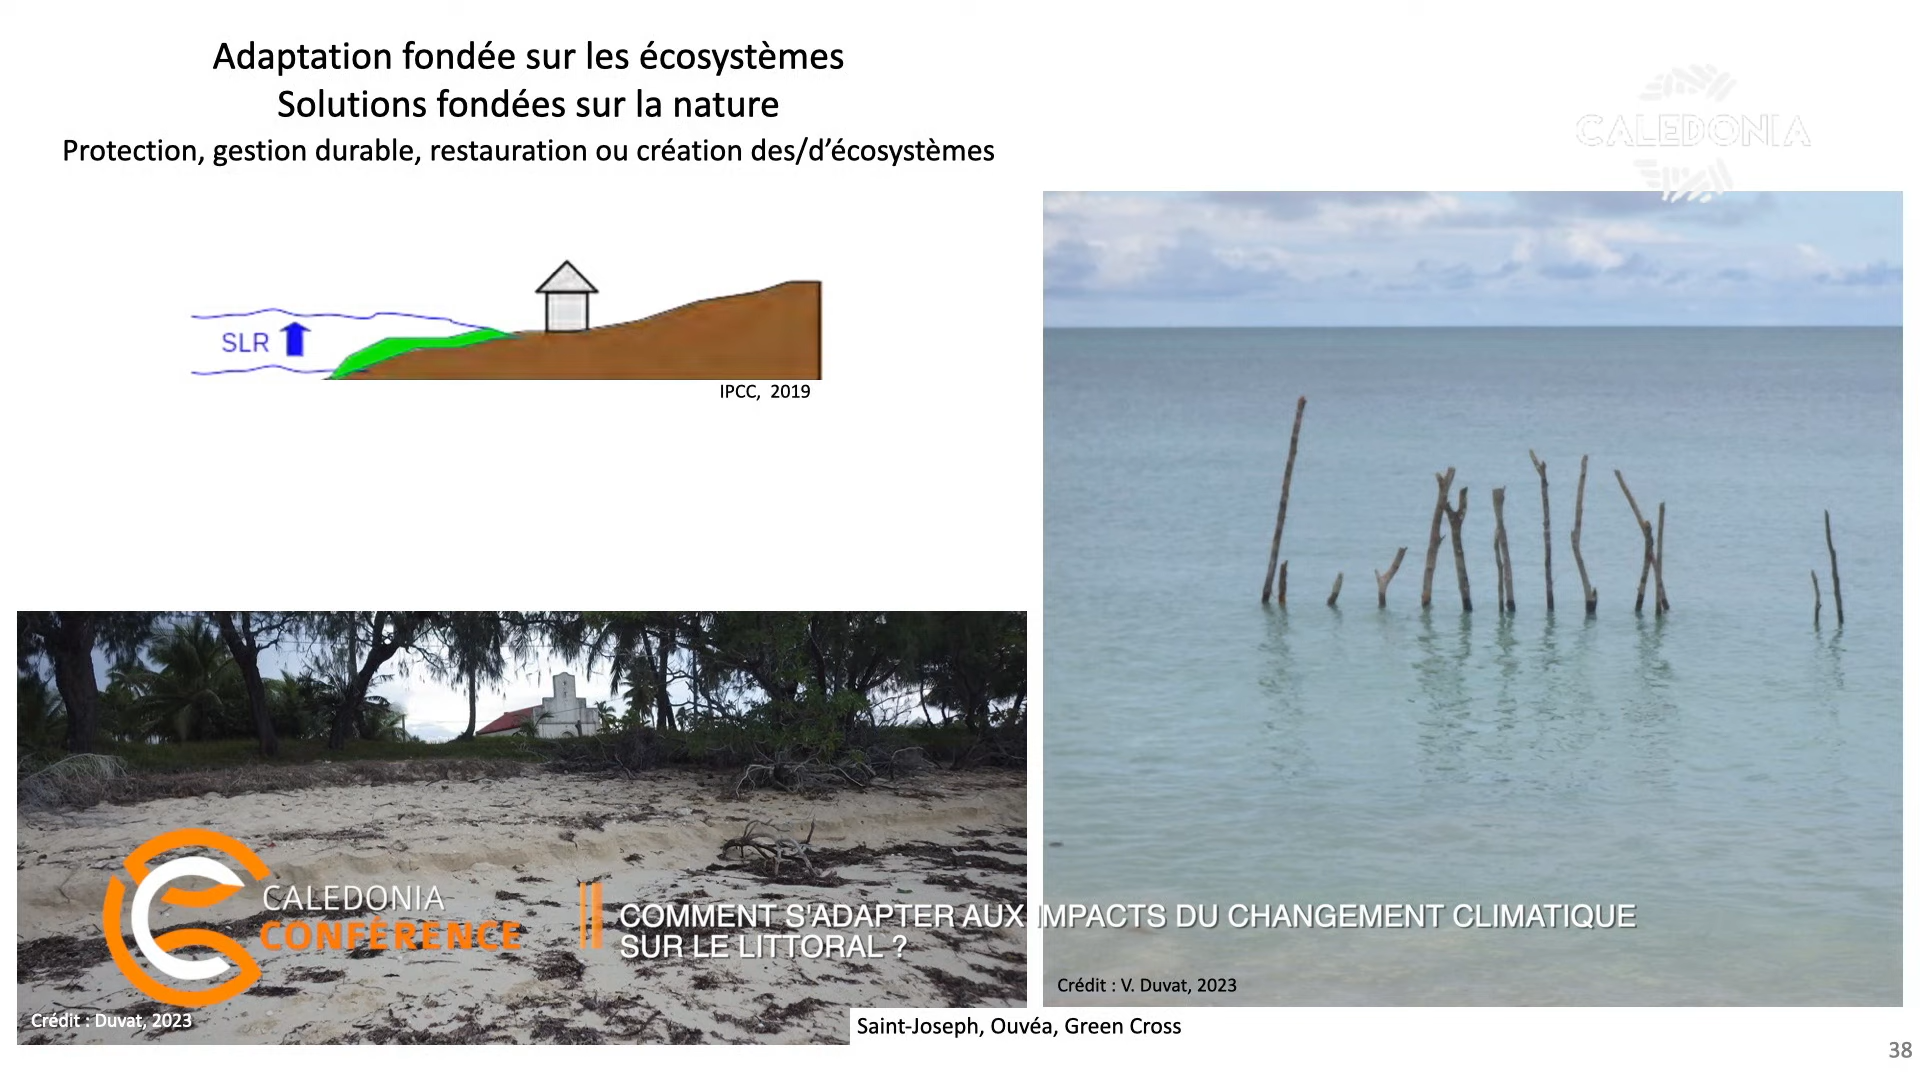 Adaptation fondée sur les écosystèmes
Solutions fondées sur la nature
Protection, gestion durable, restauration ou création des/d’écosystèmes
CALEDONIA
SLR
IPCC, 2019
CALEDONIA
CONFÉRENCE
COMMENT S'ADAPTER AUX IMPACTS DU CHANGEMENT CLIMATIQUE
SUR LE LITTORAL ?
Crédit : V. Duvat, 2023
Crédit : Duvat, 2023
Saint-Joseph, Ouvéa, Green Cross
38